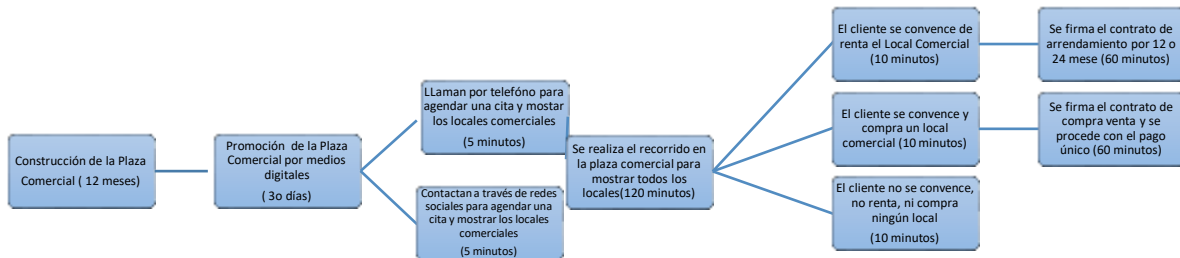 Construcción de la Plaza
Comercial ( 12 meses)
Promoción de la Plaza
Comercial por medios
digitales
( 3o días)
LLaman por telefóno para
agendar una cita y mostar
los locales comerciales
(5 minutos)
Contactan a través de redes
sociales para agendar una
cita y mostrar los locales
comerciales
(5 minutos)
Se realiza el recorrido en
la plaza comercial para
mostrar todos los
locales(120 minutos)
El cliente se convence de
renta el Local Comercial
(10 minutos)
El cliente se convence y
compra un local
comercial (10 minutos)
El cliente no se convence,
no renta, ni compra
ningún local
(10 minutos)
Se firma el contrato de
arrendamiento por 12 o
24 mese (60 minutos)
Se firma el contrato de
compra venta y se
procede con el pago
único (60 minutos)